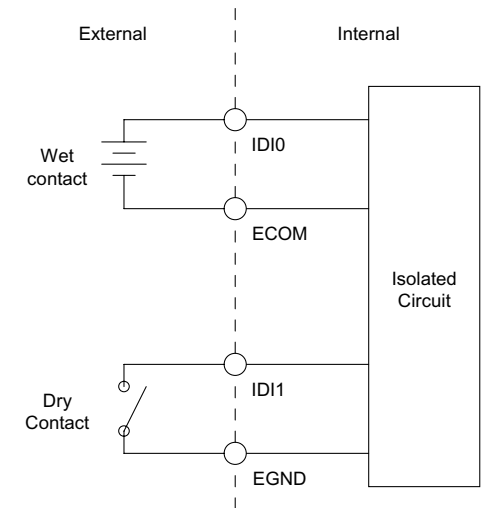 External
Internal
IDI0
Wet
contact
ECOM
Isolated
Circuit
IDI1
Dry
Contact
EGND